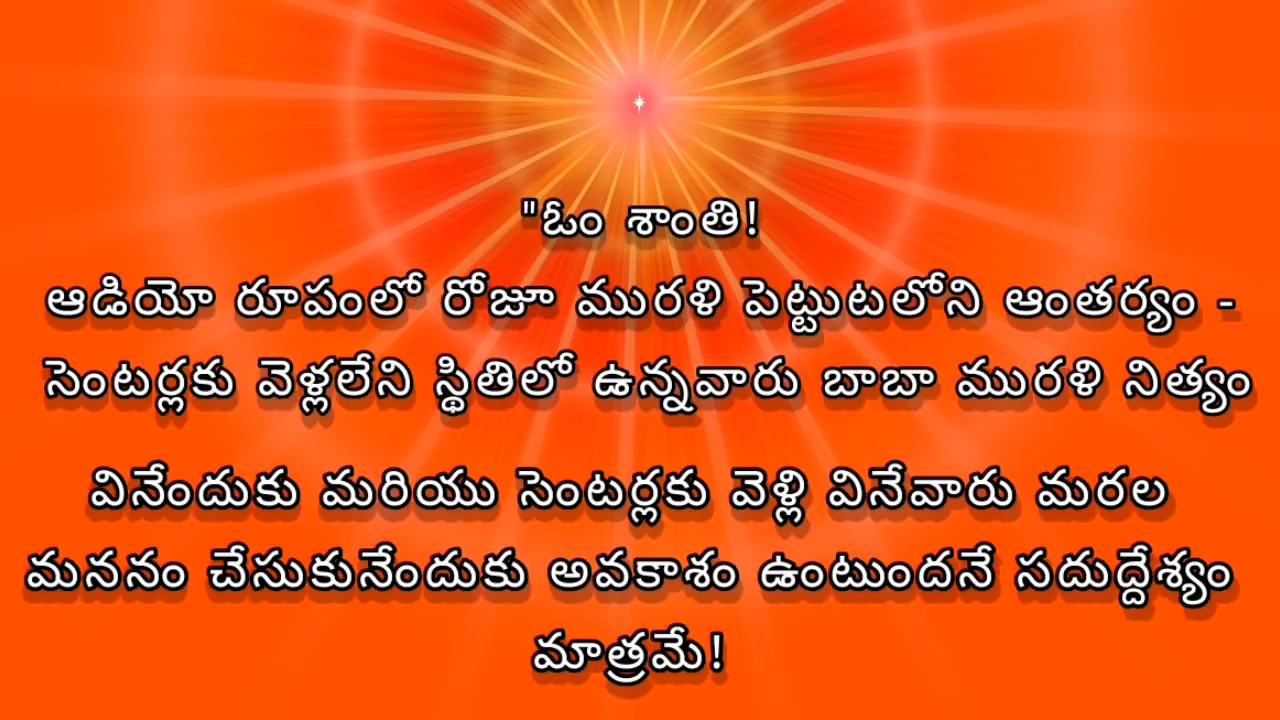 "ఓం శాంతి!
ఆడియో రూపంలో రోజూ మురళి పెట్టుటలోని ఆంతర్యం -
సెంటర్లకు వెళ్లలేని స్థితిలో ఉన్నవారు బాబా మురళి నిత్యం
వినేందుకు మరియు సెంటర్లకు వెళ్లి వినేవారు మరల
మననం చేసుకునేందుకు అవకాశం ఉంటుందనే సదుద్దేశ్యం
మాత్రమే!